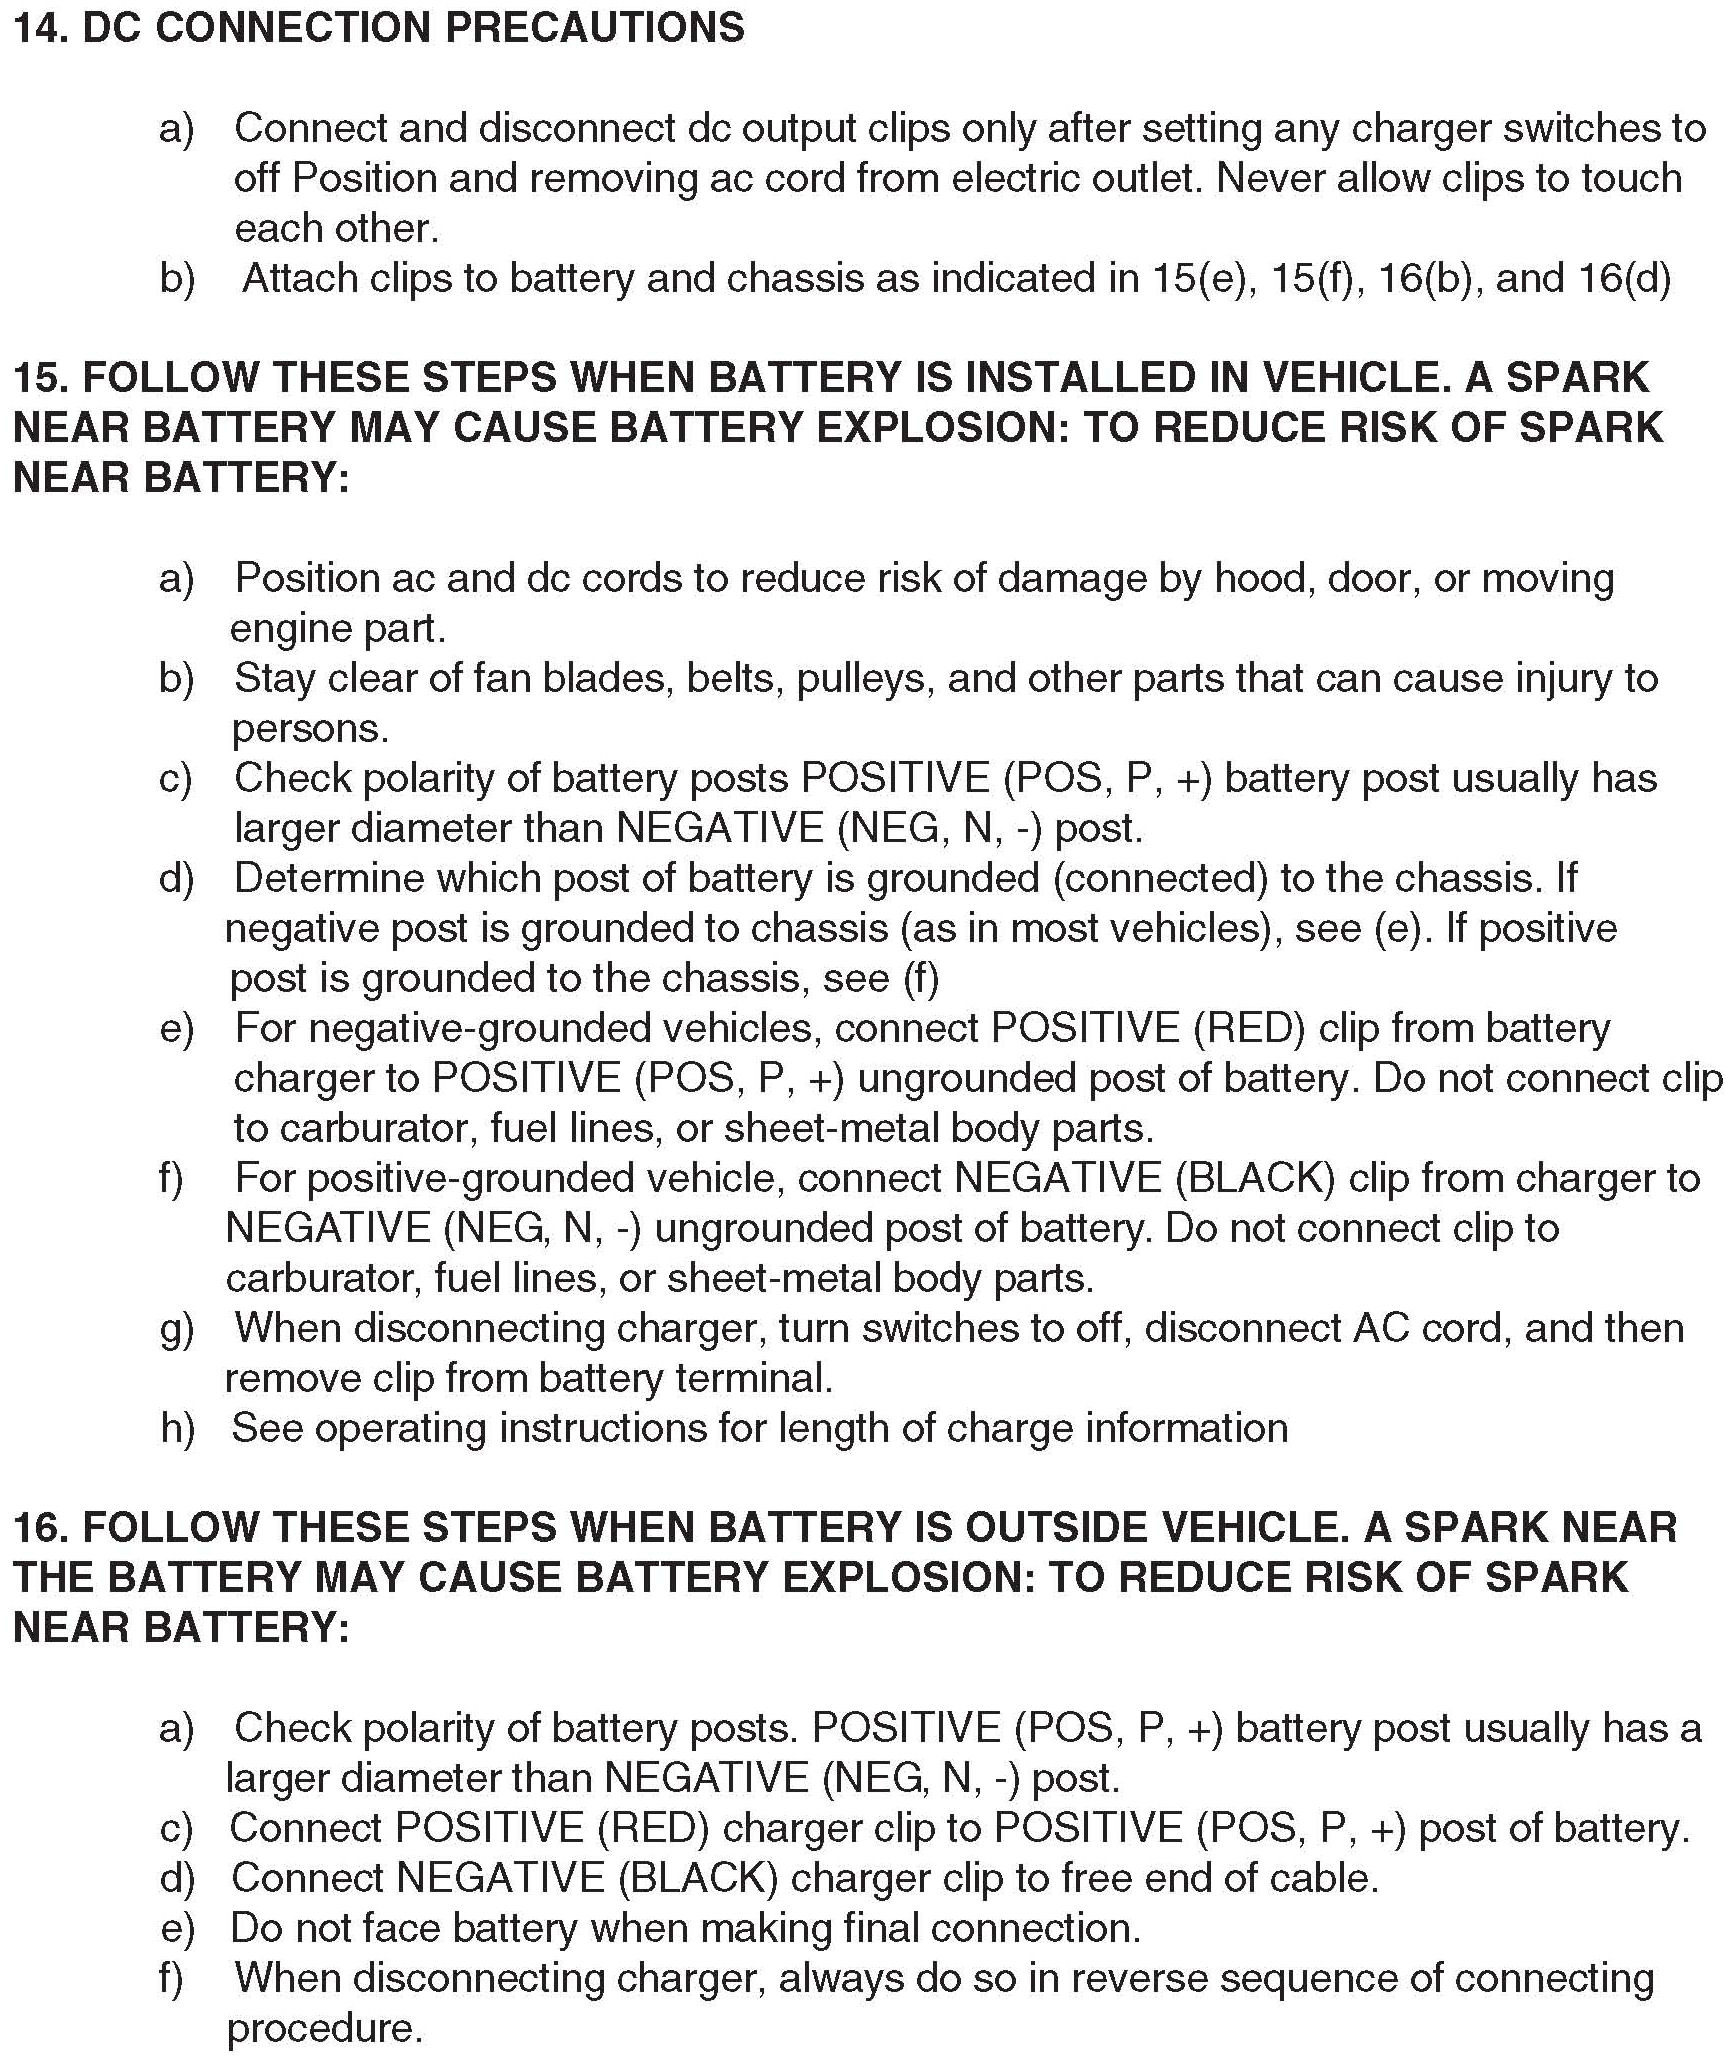 14. DC CONNECTION PRECAUTIONS
a) Connect and disconnect dc output clips only after setting any charger switches to
off Position and removing ac cord from electric outlet. Never allow clips to touch
each other.
b) Attach clips to battery and chassis as indicated in 15(e), 15(f), 16(b), and 16(d)
15. FOLLOW THESE STEPS WHEN BATTERY IS INSTALLED IN VEHICLE. A SPARK
NEAR BATTERY MAY CAUSE BATTERY EXPLOSION: TO REDUCE RISK OF SPARK
NEAR BATTERY:
a) Position ac and dc cords to reduce risk of damage by hood, door, or moving
engine part.
b) Stay clear of fan blades, belts, pulleys, and other parts that can cause injury to
persons.
c) Check polarity of battery posts POSITIVE (POS, P, +) battery post usually has
larger diameter than NEGATIVE (NEG, N, -) post.
d) Determine which post of battery is grounded (connected) to the chassis. If
negative post is grounded to chassis (as in most vehicles), see (e). If positive
post is grounded to the chassis, see (f)
e) For negative-grounded vehicles, connect POSITIVE (RED) clip from battery
charger to POSITIVE (POS, P, +) ungrounded post of battery. Do not connect clip
to carburator, fuel lines, or sheet-metal body parts.
f) For positive-grounded vehicle, connect NEGATIVE (BLACK) clip from charger to
NEGATIVE (NEG, N, -) ungrounded post of battery. Do not connect clip to
carburator, fuel lines, or sheet-metal body parts.
g) When disconnecting charger, turn switches to off, disconnect AC cord, and then
remove clip from battery terminal.
h) See operating instructions for length of charge information
16. FOLLOW THESE STEPS WHEN BATTERY IS OUTSIDE VEHICLE. A SPARK NEAR
THE BATTERY MAY CAUSE BATTERY EXPLOSION: TO REDUCE RISK OF SPARK
NEAR BATTERY:
a) Check polarity of battery posts. POSITIVE (POS, P, +) battery post usually has a
larger diameter than NEGATIVE (NEG, N, -) post.
c) Connect POSITIVE (RED) charger clip to POSITIVE (POS, P, +) post of battery.
d) Connect NEGATIVE (BLACK) charger clip to free end of cable.
e) Do not face battery when making final connection.
f) When disconnecting charger, always do so in reverse sequence of connecting
procedure.